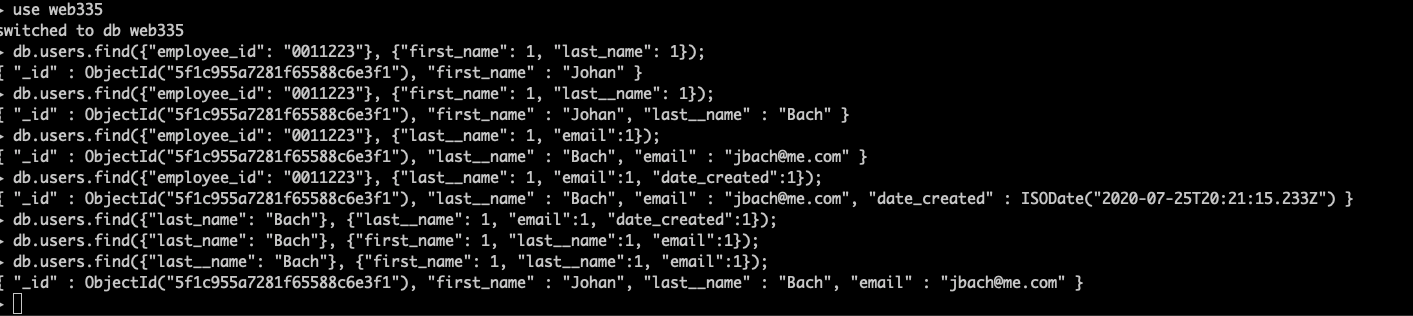 > use web335
switched to db web335
> db.users.find({"employee_id": "0011223"}, {"first_name": 1, "last_name": 1});
{ "_id" : ObjectId("5f1c955a7281f65588c6e3f1"), "first_name" : "Johan" }
> db.users.find({"employee_id": "0011223"}, {"first_name": 1, "last__name": 1});
{ "_id" : ObjectId("5f1c955a7281f65588c6e3f1"), "first_name" : "Johan", "last__name" : "Bach" }
> db.users.find({"employee_id": "0011223"}, {"last__name": 1, "email":1});
{ "_id" : ObjectId("5f1c955a7281f65588c6e3f1"), "last__name" : "Bach", "email" : "jbach@me.com" }
> db.users.find({"employee_id": "0011223"}, {"last__name": 1, "email":1, "date_created":1});
{ "_id" : ObjectId("5f1c955a7281f65588c6e3f1"), "last__name" : "Bach", "email" : "jbach@me.com", "date_created" : ISODate("2020-07-25T20:21:15.233Z") }
> db.users.find({"last_name": "Bach"}, {"last__name": 1, "email":1, "date_created":1});
> db.users.find({"last_name": "Bach"}, {"first_name": 1, "last__name":1, "email":1});
> db.users.find({"last__name": "Bach"}, {"first_name": 1, "last__name":1, "email":1});
{ "_id" : ObjectId("5f1c955a7281f65588c6e3f1"), "first_name" : "Johan", "last__name" : "Bach", "email" : "jbach@me.com" }
>